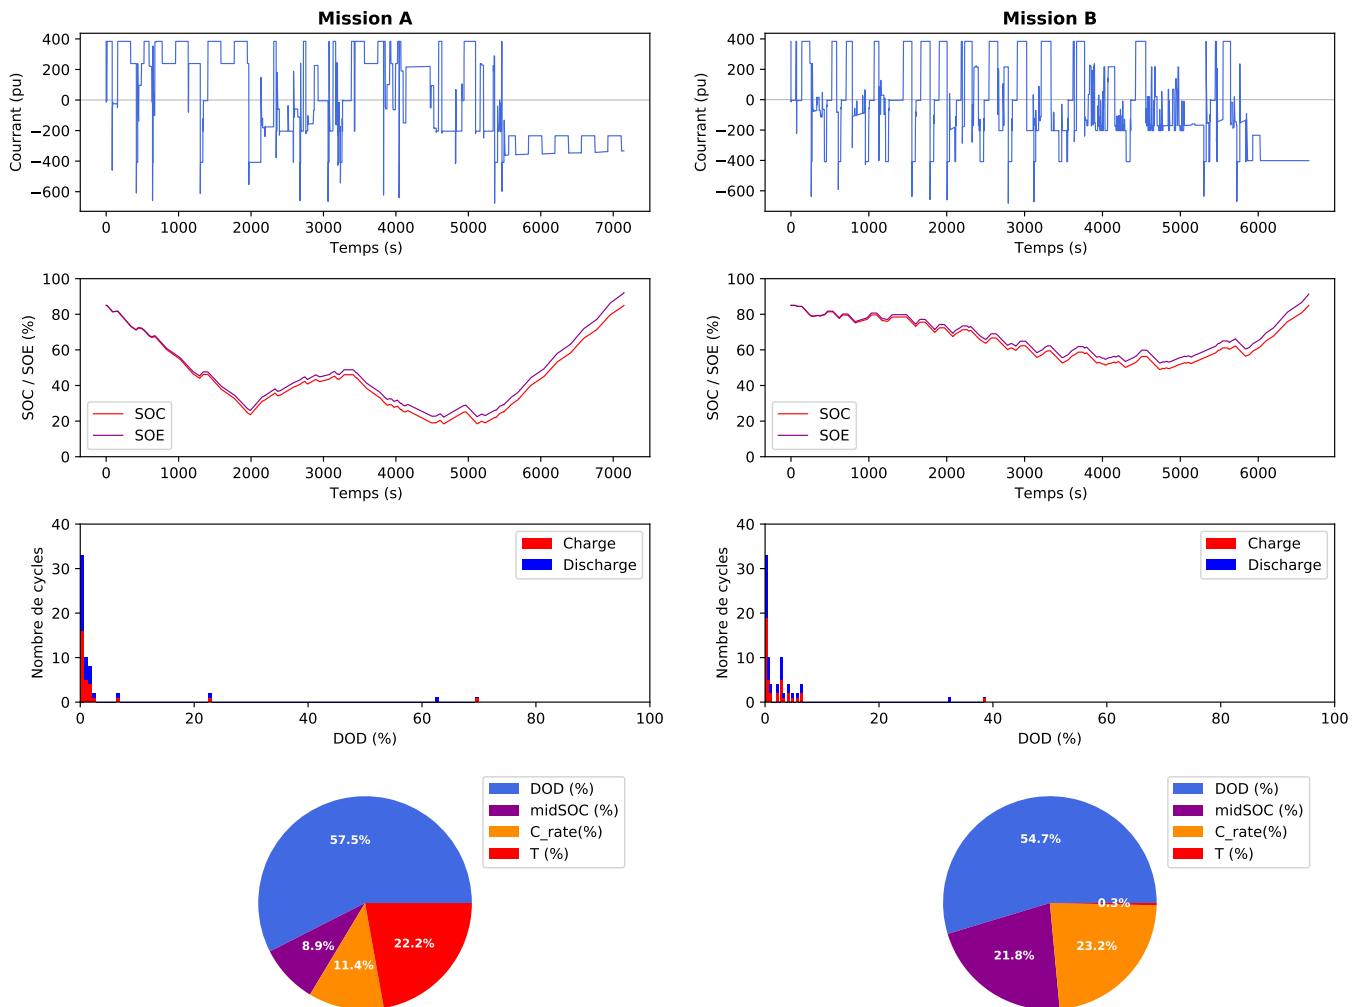 Mission A
Mission B
Courrant (pu)
400
200
0
−200
−400
−600
0 1000 2000 3000 4000 5000 6000 7000
Temps (s)
Courrant (pu)
400
200
0
−200
−400
−600
0 1000 2000 3000 4000 5000 6000
Temps (s)
SOC / SOE (%)
100
80
60
40
20
0
SOC
SOE
0 1000 2000 3000 4000 5000 6000 7000
Temps (s)
SOC / SOE (%)
100
80
60
40
20
0
SOC
SOE
0 1000 2000 3000 4000 5000 6000
Temps (s)
Nombre de cycles
40
30
20
10
0
Charge
Discharge
0 20 40 60 80 100
DOD (%)
Nombre de cycles
40
30
20
10
0
Charge
Discharge
0 20 40 60 80 100
DOD (%)
DOD (%)
midSOC (%)
C_rate(%)
T (%)
57.5%
8.9%
11.4%
22.2%
DOD (%)
midSOC (%)
C_rate(%)
T (%)
54.7%
0.3%
21.8%
23.2%